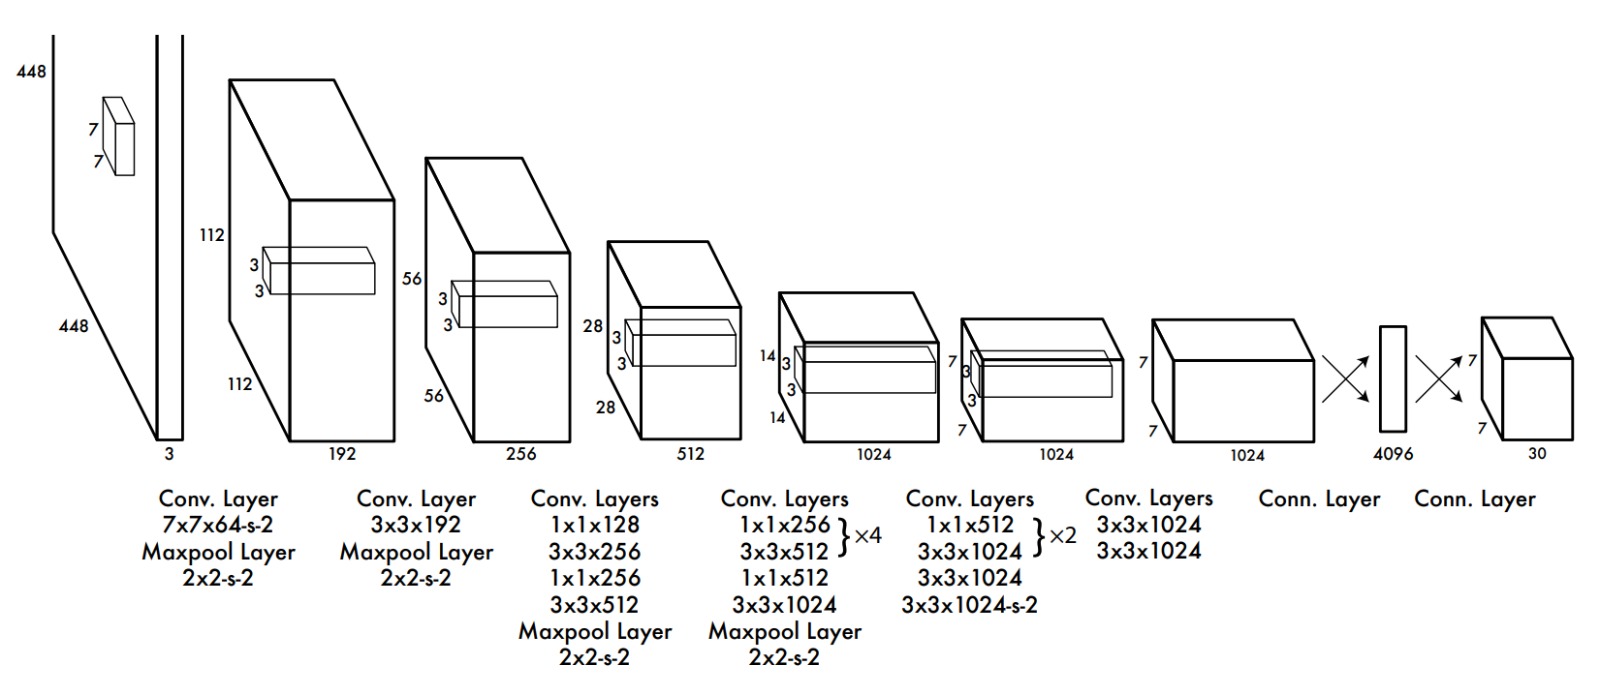 448
7
7
448
3
112
3
3
112
192
56
3
3
56
256
28
3
3
28
512
14
3
3
14
1024
7
3
3
7
1024
7
7
1024
4096
7
7
30
Conv. Layer
7x7x64-s-2
Maxpool Layer
2x2-s-2
Conv. Layer
3x3x192
Maxpool Layer
2x2-s-2
Conv. Layers
1x1x128
3x3x256
1x1x256
3x3x512
Maxpool Layer
2x2-s-2
Conv. Layers
1x1x256
3x3x512
}×4
1x1x512
3x3x1024
Maxpool Layer
2x2-s-2
Conv. Layers
1x1x512
3x3x1024
}×2
3x3x1024
3x3x1024-s-2
Conv. Layers
3x3x1024
3x3x1024
Conn. Layer
Conn. Layer